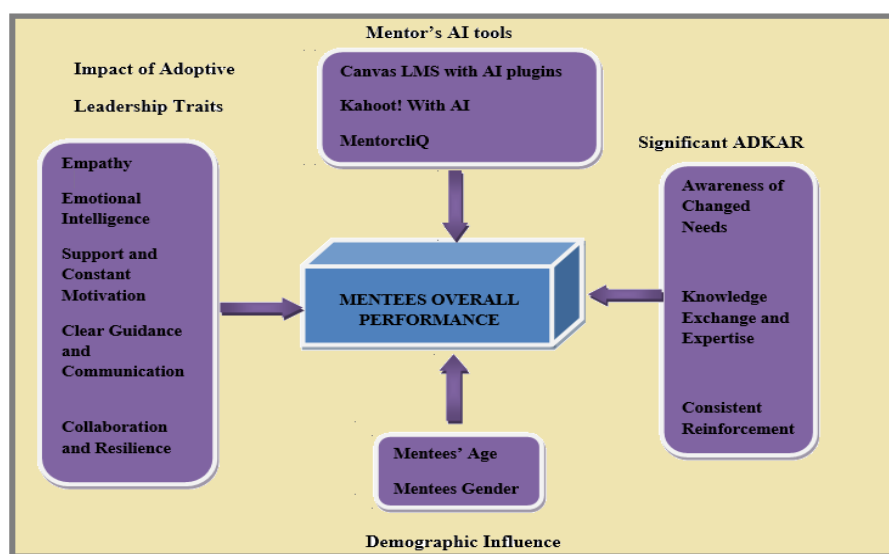 Mentor's AI tools
Impact of Adoptive
Leadership Traits
Canvas LMS with AI plugins
Kahoot! With AI
MentorcliQ
Significant ADKAR
Empathy
Emotional
Intelligence
Support and
Constant
Motivation
Clear Guidance
and
Communication
Collaboration
and Resilience
MENTEES OVERALL
PERFORMANCE
Awareness of
Changed
Needs
Knowledge
Exchange and
Expertise
Consistent
Reinforcement
Mentees' Age
Mentees Gender
Demographic Influence